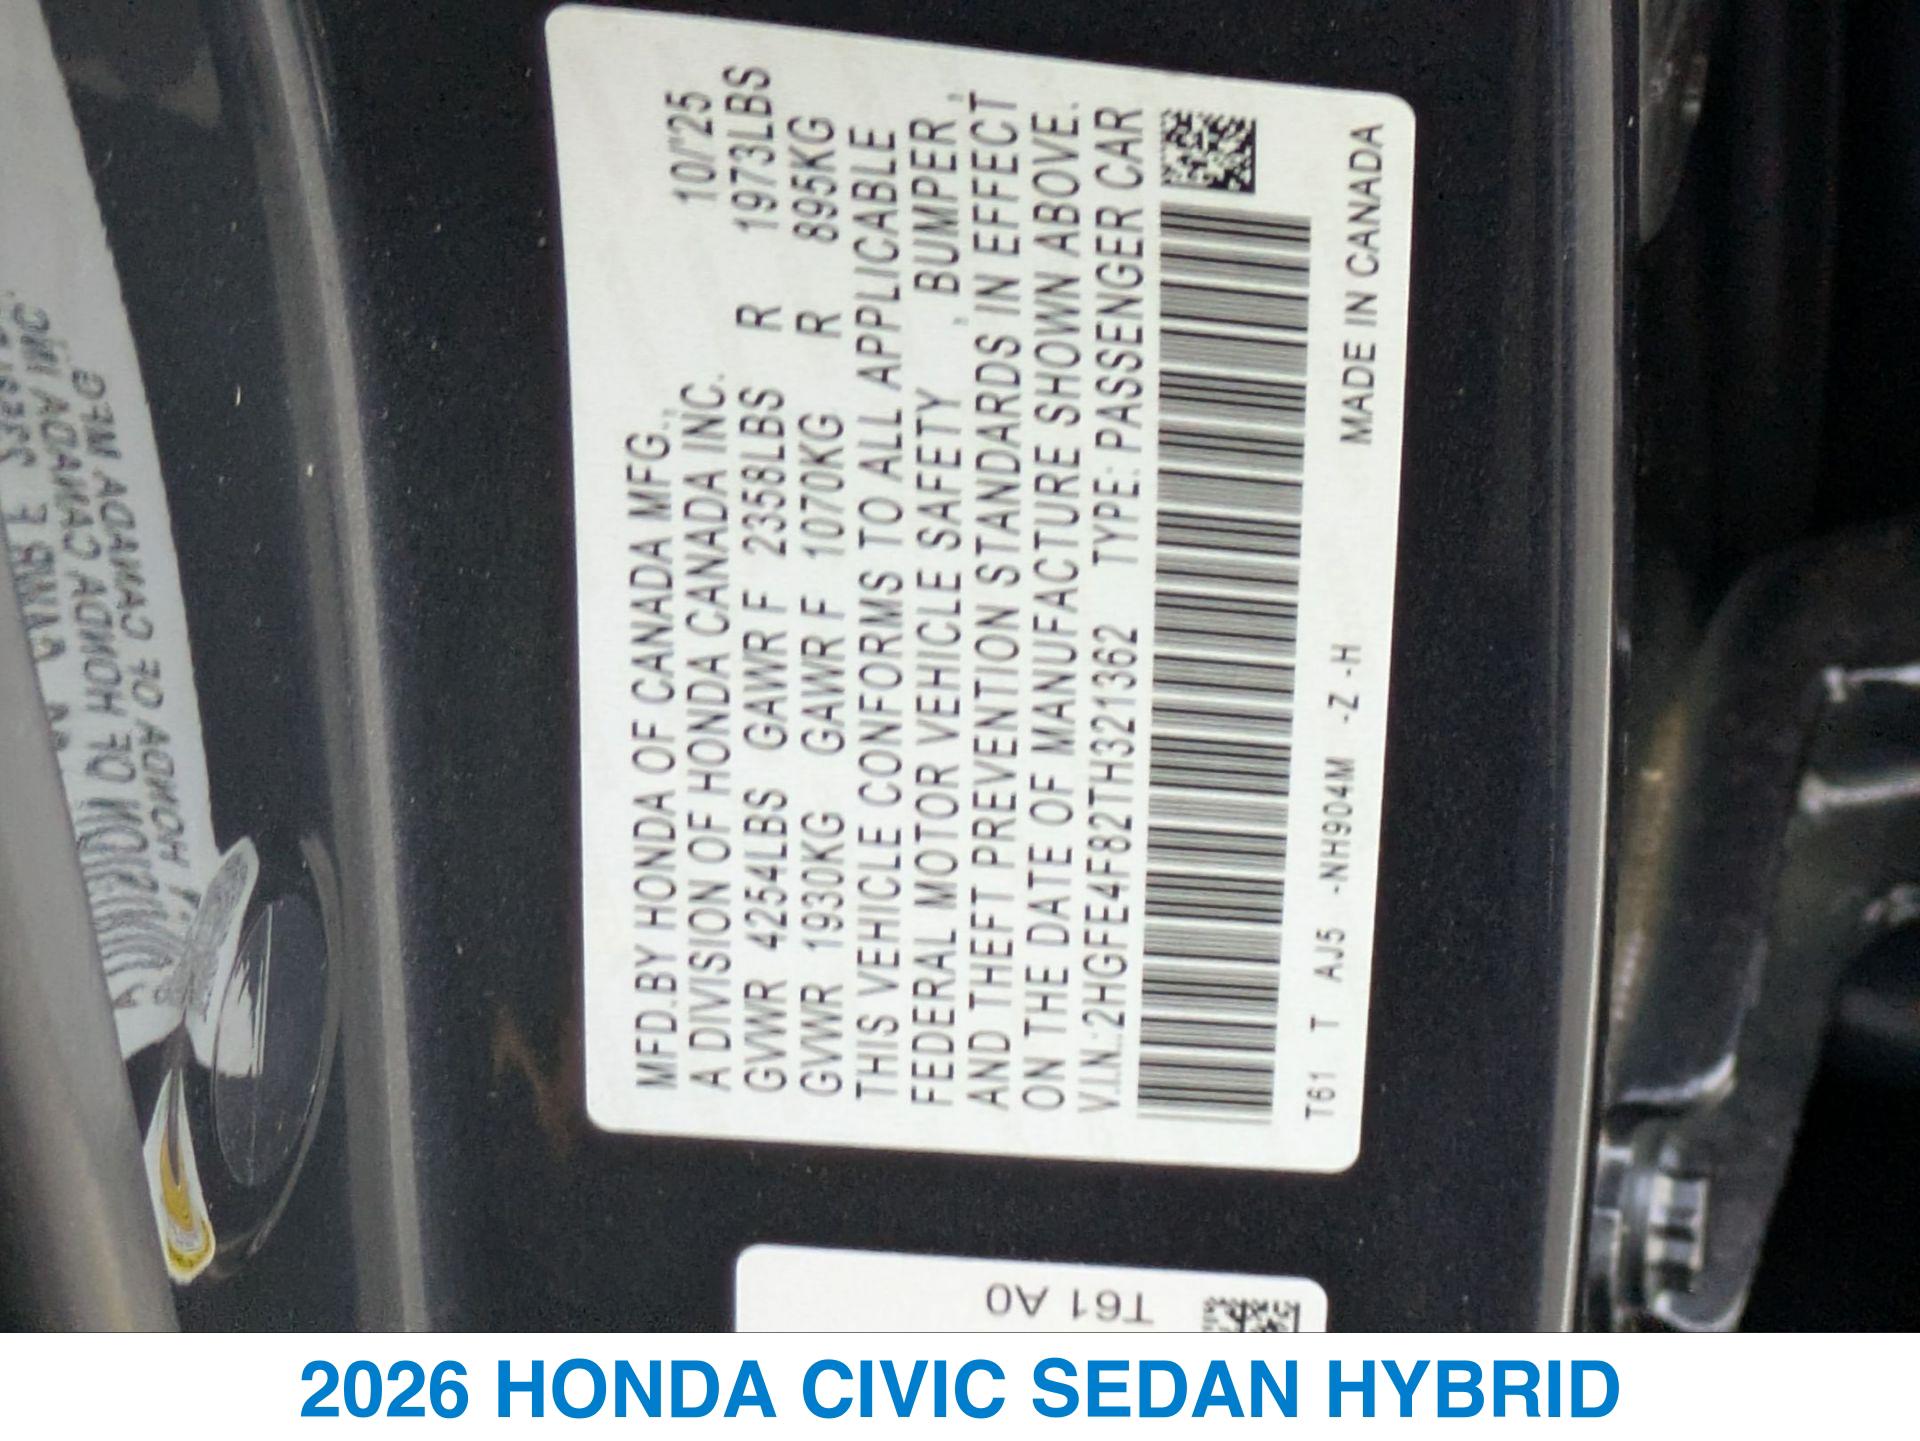 MFD.BY HONDA OF CANADA MFG.,
10/'25
A DIVISION OF HONDA CANADA INC.
GVWR 4254LBS GAWR F 2358LBS R 1973LBS
GVWR 1930KG GAWR F 1070KG R 895KG
THIS VEHICLE CONFORMS TO ALL APPLICABLE
FEDERAL MOTOR VEHICLE SAFETY , BUMPER,
AND THEFT PREVENTION STANDARDS IN EFFECT
ON THE DATE OF MANUFACTURE SHOWN ABOVE.
V.I.N.:2HGFE4F82TH321362 TYPE: PASSENGER CAR
T61 T AJ5 -NH904M -Z -H MADE IN CANADA
T61 A0
2026 HONDA CIVIC SEDAN HYBRID